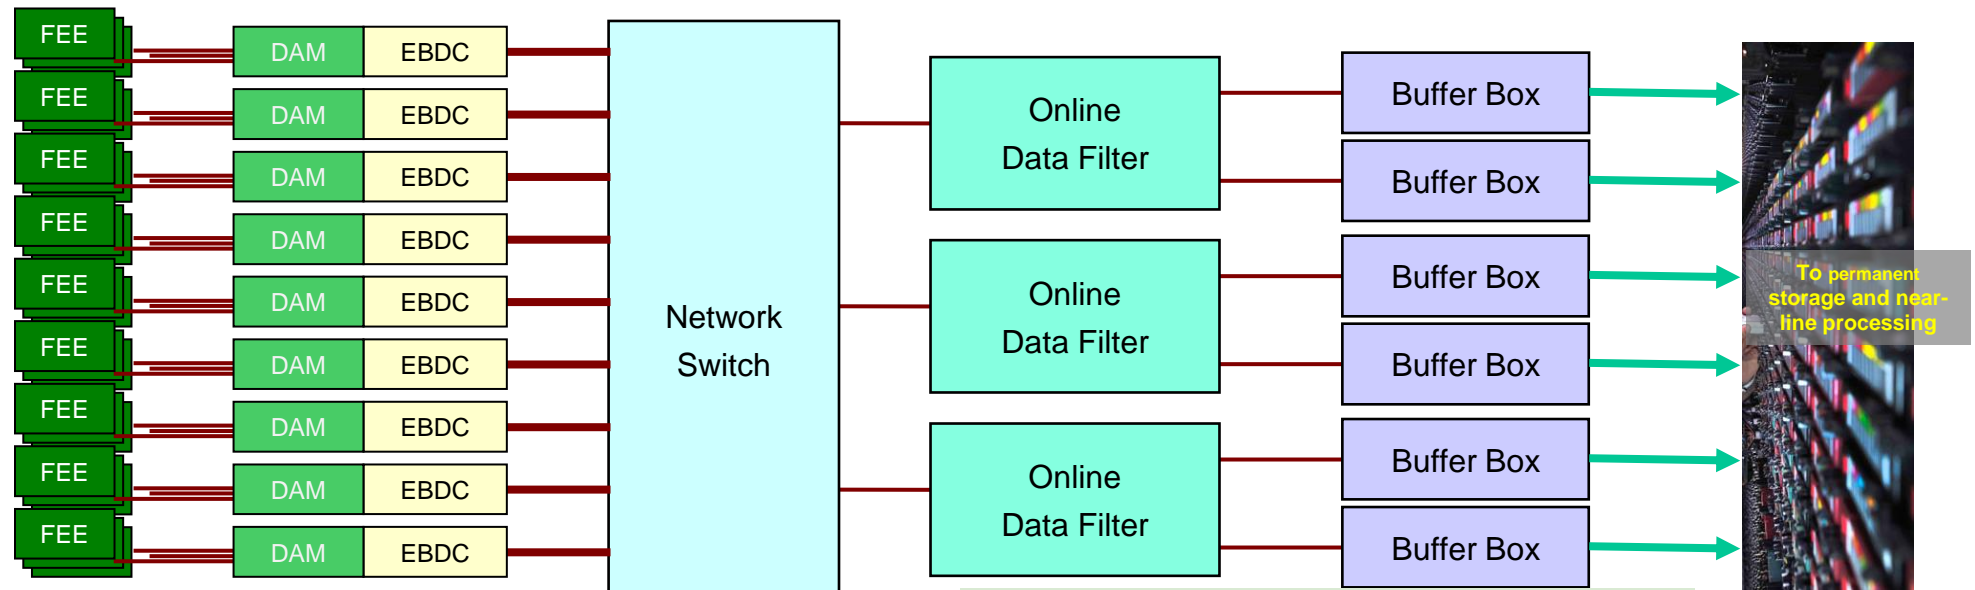 FEE
DAM EBDC
FEE
DAM EBDC
FEE
DAM EBDC
FEE
DAM EBDC
FEE
DAM EBDC
FEE
DAM EBDC
FEE
DAM EBDC
FEE
DAM EBDC
FEE
DAM EBDC
Network
Switch
Online
Data Filter
Online
Data Filter
Online
Data Filter
Buffer Box
Buffer Box
Buffer Box
Buffer Box
Buffer Box
Buffer Box
To permanent
storage and near-
line processing